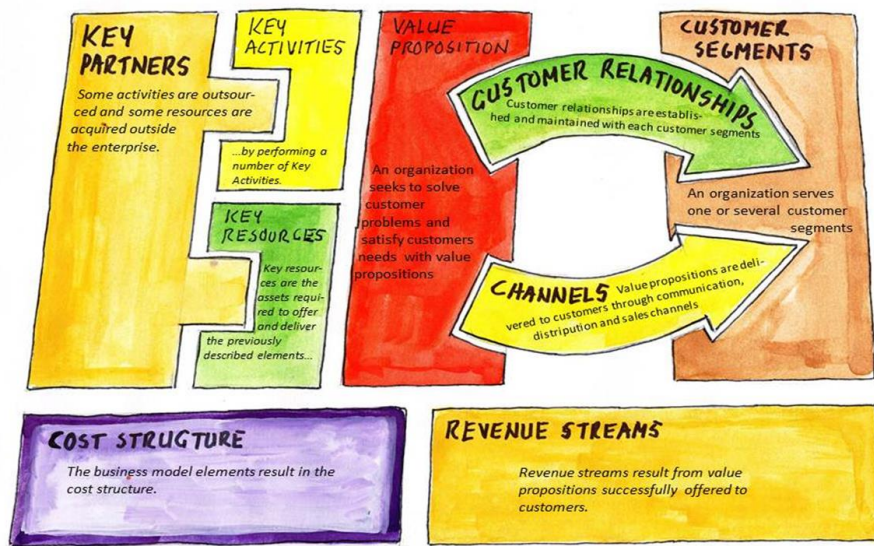 KEY
PARTNERS
Some activities are outsour-
ced and some resources are
acquired outside
the enterprise.
KEY
ACTIVITIES
...by performing a
number of Key
Activities.
KEY
RESOURCES
Key resour-
ces are the
assets requi-
red to offer
and deliver
the previously
described elements...
VALUE
PROPOSITION
An organization
seeks to solve
customer
problems and
satisfy customers
needs with value
propositions
CUSTOMER RELATIONSHIPS
Customer relationships are establis-
hed and maintained with each customer segments
CHANNELS Value propositions are deli-
vered to customers through communication,
distripution and sales channels
CUSTOMER
SEGMENTS
An organization serves
one or several customer
segments
COST STRUCTURE
The business model elements result in the
cost structure.
REVENUE STREAMS
Revenue streams result from value
propositions successfully offered to
customers.